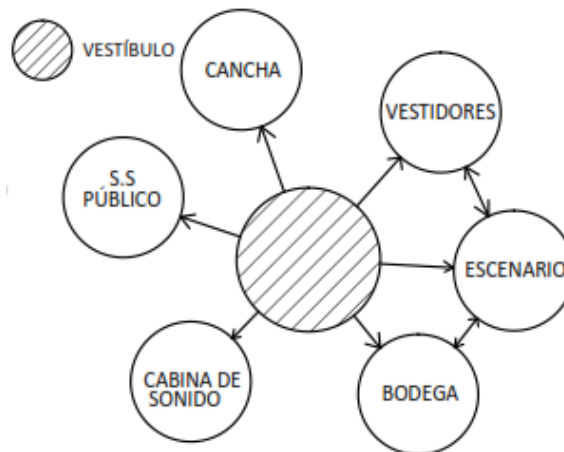 VESTÍBULO
CANCHA
VESTIDORES
S.S
PÚBLICO
ESCENARIO
CABINA DE
SONIDO
BODEGA